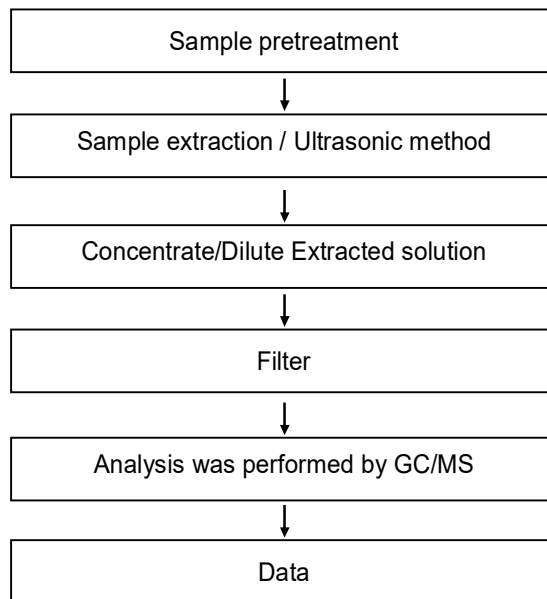 Sample pretreatment
Sample extraction / Ultrasonic method
Concentrate/Dilute Extracted solution
Filter
Analysis was performed by GC/MS
Data